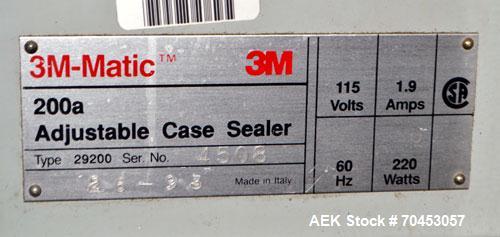 3M-Matic™ 3M
200a
Adjustable Case Sealer
Type 29200 Ser. No. 4508
Made in Italy
115 Volts
1.9 Amps
60 Hz
220 Watts
AEK Stock # 70453057